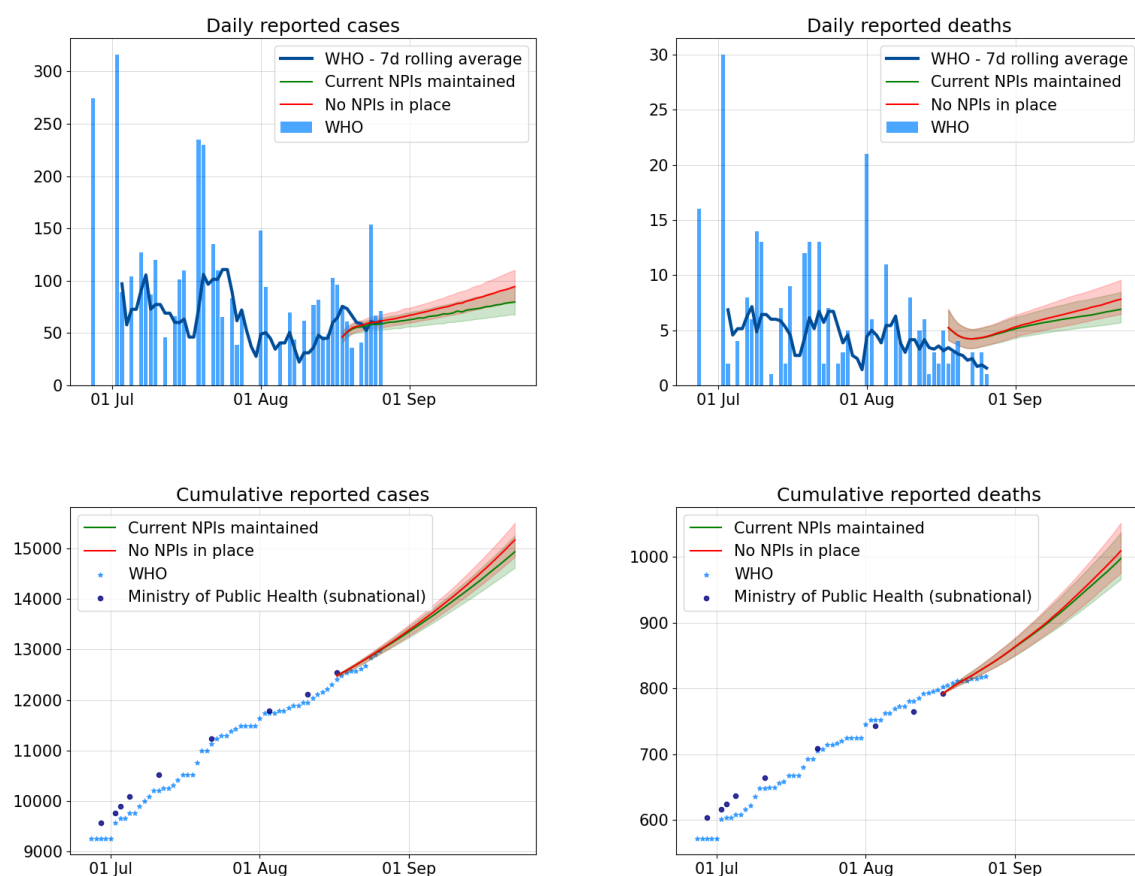 Daily reported cases
WHO - 7d rolling average
Current NPIs maintained
No NPIs in place
WHO
300
250
200
150
100
50
0
01 Jul
01 Aug
01 Sep
Daily reported deaths
WHO - 7d rolling average
Current NPIs maintained
No NPIs in place
WHO
30
25
20
15
10
5
0
01 Jul
01 Aug
01 Sep
Cumulative reported cases
Current NPIs maintained
No NPIs in place
WHO
Ministry of Public Health (subnational)
15000
14000
13000
12000
11000
10000
9000
01 Jul
01 Aug
01 Sep
Cumulative reported deaths
Current NPIs maintained
No NPIs in place
WHO
Ministry of Public Health (subnational)
1000
900
800
700
600
01 Jul
01 Aug
01 Sep